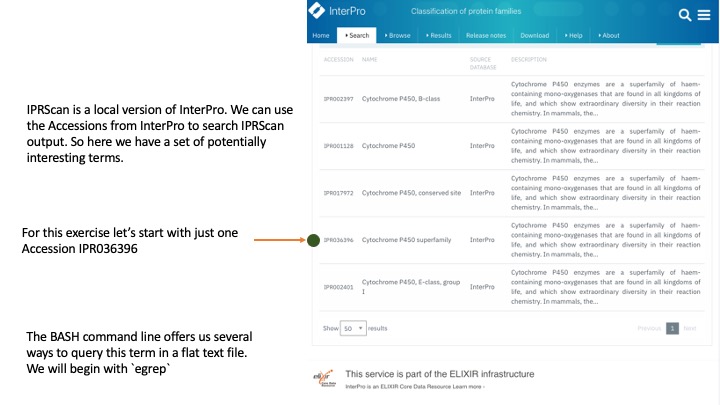 InterPro
Classification of protein families
Home
Search
Browse
Results
Release notes
Download
Help
About
ACCESSION NAME SOURCE DATABASE DESCRIPTION
IPR002397 Cytochrome P450, B-class InterPro
Cytochrome P450 enzymes are a superfamily of haem-
containing mono-oxygenases that are found in all kingdoms of
life, and which show extraordinary diversity in their reaction
chemistry. In mammals, the...
IPR001128 Cytochrome P450 InterPro
Cytochrome P450 enzymes are a superfamily of haem-
containing mono-oxygenases that are found in all kingdoms of
life, and which show extraordinary diversity in their reaction
chemistry. In mammals, the...
IPR017972 Cytochrome P450, conserved site InterPro
Cytochrome P450 enzymes are a superfamily of haem-
containing mono-oxygenases that are found in all kingdoms of
life, and which show extraordinary diversity in their reaction
chemistry. In mammals, the...
IPR036396 Cytochrome P450 superfamily InterPro
Cytochrome P450 enzymes are a superfamily of haem-
containing mono-oxygenases that are found in all kingdoms of
life, and which show extraordinary diversity in their reaction
chemistry. In mammals, the...
IPR002401 Cytochrome P450, E-class, group
I
InterPro
Cytochrome P450 enzymes are a superfamily of haem-
containing mono-oxygenases that are found in all kingdoms of
life, and which show extraordinary diversity in their reaction
chemistry. In mammals, the...
Show 50 results
Previous 1 Next
elixir Core Data Resource
This service is part of the ELIXIR infrastructure
InterPro is an ELIXIR Core Data Resource Learn more ›
IPRScan is a local version of InterPro. We can use
the Accessions from InterPro to search IPRScan
output. So here we have a set of potentially
interesting terms.
For this exercise let's start with just one
Accession IPR036396
The BASH command line offers us several
ways to query this term in a flat text file.
We will begin with `egrep`